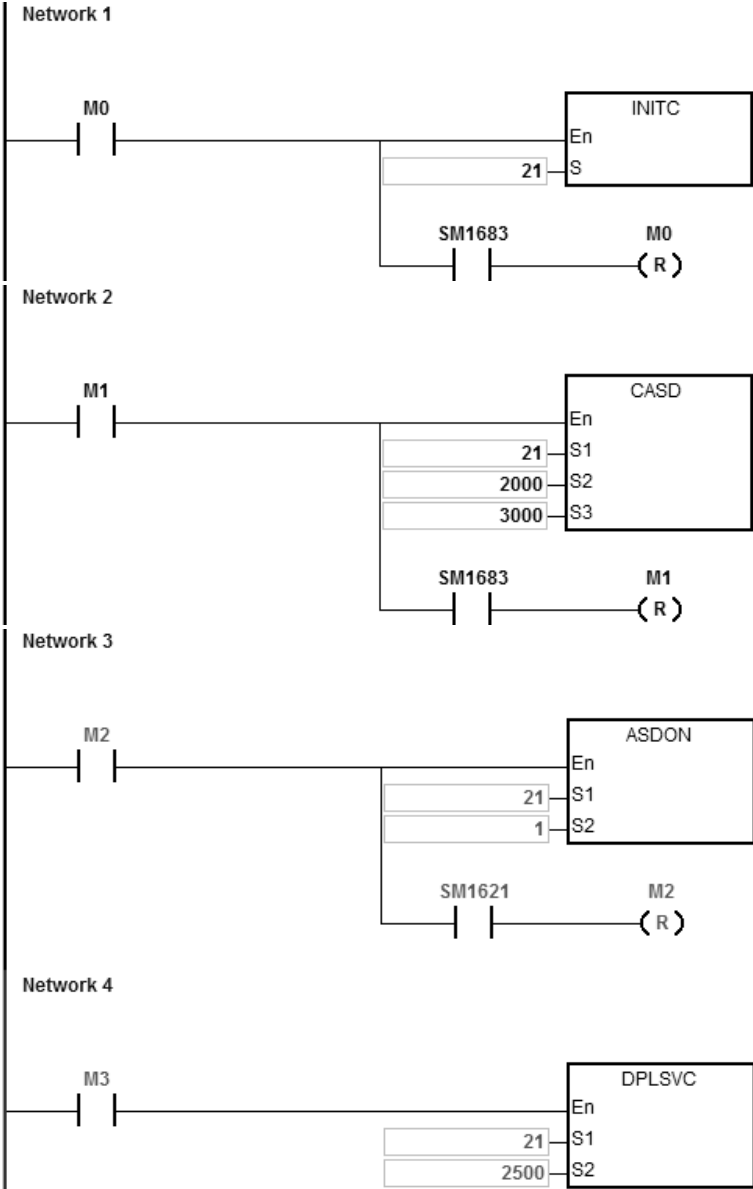 Network 1
M0
INITC
En
21 S
SM1683 M0
R
Network 2
M1
CASD
En
21 S1
2000 S2
3000 S3
SM1683 M1
R
Network 3
M2
ASDON
En
21 S1
1 S2
SM1621 M2
R
Network 4
M3
DPLSVC
En
21 S1
2500 S2